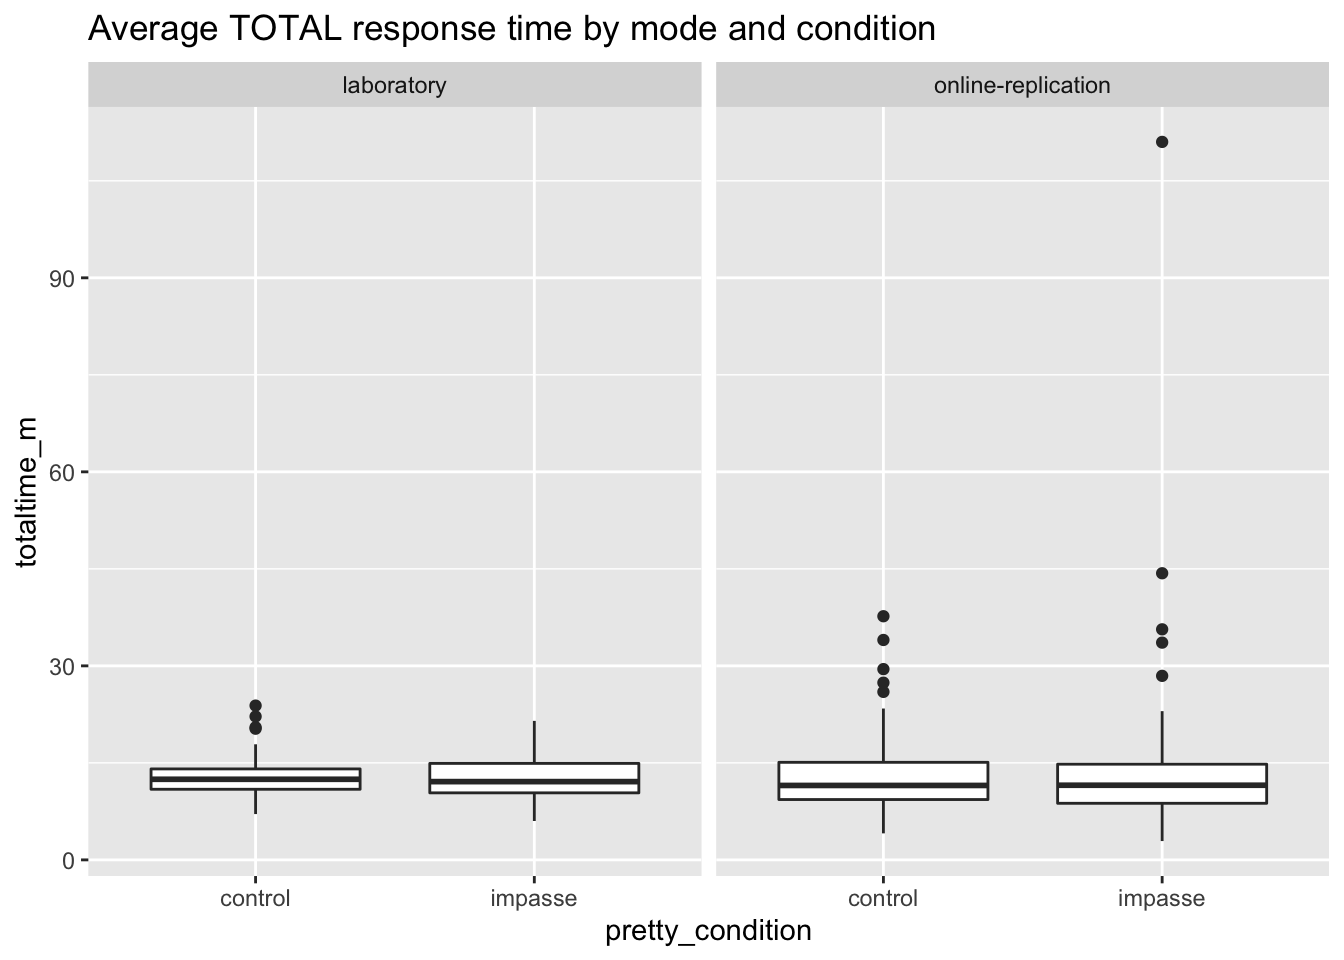 Average TOTAL response time by mode and condition
laboratory
online-replication
totaltime_m
90
60
30
0
control
impasse
control
impasse
pretty_condition